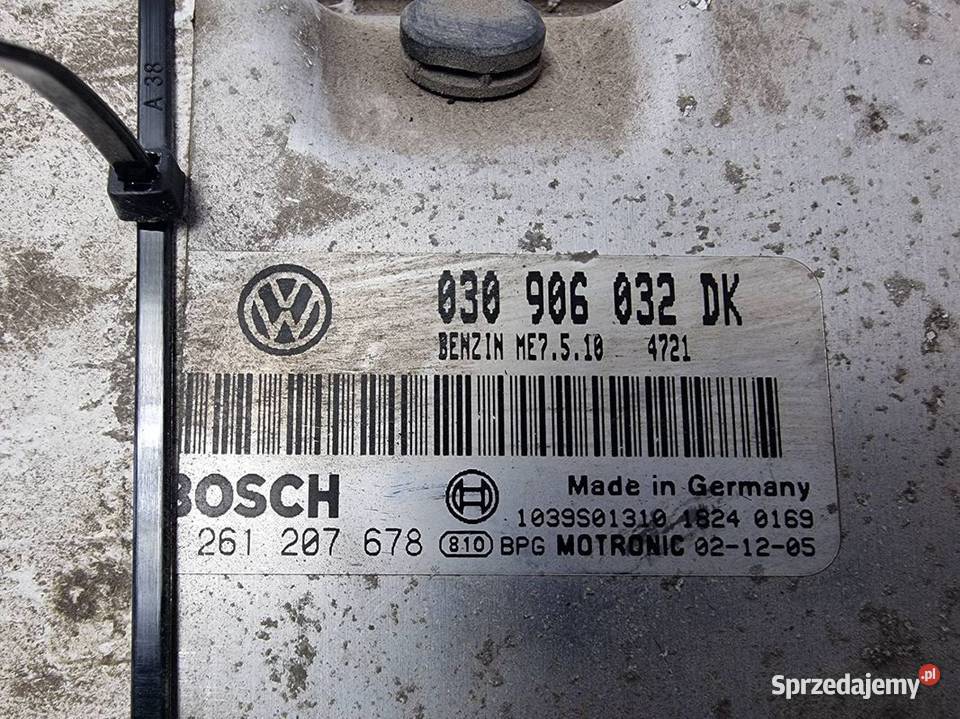 A 38
030 906 032 DK
BENZIN ME7.5.10 4721
BOSCH
Made in Germany
1039S01310 1824 0169
261 207 678 810 BPG MOTRONIC 02-12-05
Sprzedajemy.pl